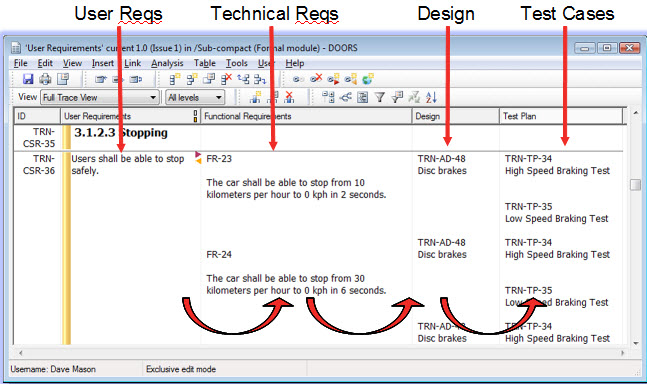 User Reqs Technical Reqs Design Test Cases
'User Requirements' current 1.0 (Issue 1) in /Sub-compact (Formal module) - DOORS
File Edit View Insert Link Analysis Table Tools User Help
View Full Trace View All levels
ID User Requirements Functional Requirements Design Test Plan
TRN-
CSR-35
3.1.2.3 Stopping
TRN-
CSR-36
Users shall be able to stop
safely.
FR-23
The car shall be able to stop from 10
kilometers per hour to 0 kph in 2 seconds.
TRN-AD-48
Disc brakes
TRN-TP-34
High Speed Braking Test
TRN-TP-35
Low Speed Braking Test
FR-24
The car shall be able to stop from 30
kilometers per hour to 0 kph in 6 seconds.
TRN-AD-48
Disc brakes
TRN-TP-34
High Speed Braking Test
TRN-TP-35
Low Speed Braking Test
TRN-AD-48
Disc brakes
TRN-TP-34
High Speed Braking Test
Username: Dave Mason Exclusive edit mode